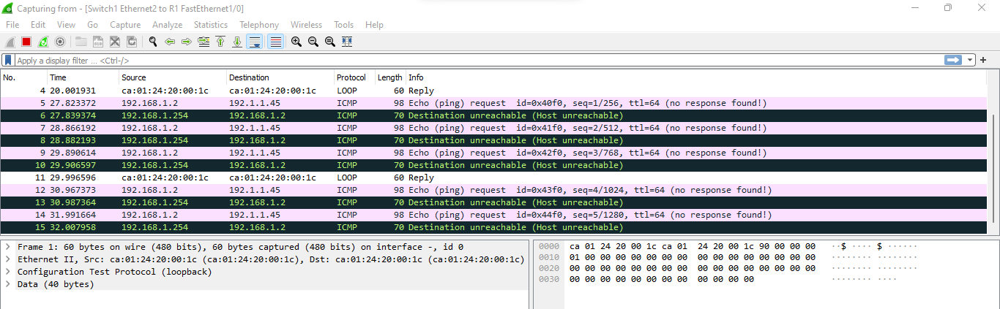 Capturing from - [Switch1 Ethernet2 to R1 FastEthernet1/0]
File Edit View Go Capture Analyze Statistics Telephony Wireless Tools Help
Apply a display filter ... <Ctrl-/>
No. Time Source Destination Protocol Length Info
4 20.001931 ca:01:24:20:00:1c ca:01:24:20:00:1c LOOP 60 Reply
5 27.823372 192.168.1.2 192.1.1.45 ICMP 98 Echo (ping) request id=0x40f0, seq=1/256, ttl=64 (no response found!)
6 27.839374 192.168.1.254 192.168.1.2 ICMP 70 Destination unreachable (Host unreachable)
7 28.866192 192.168.1.2 192.1.1.45 ICMP 98 Echo (ping) request id=0x41f0, seq=2/512, ttl=64 (no response found!)
8 28.882193 192.168.1.254 192.168.1.2 ICMP 70 Destination unreachable (Host unreachable)
9 29.890614 192.168.1.2 192.1.1.45 ICMP 98 Echo (ping) request id=0x42f0, seq=3/768, ttl=64 (no response found!)
10 29.906597 192.168.1.254 192.168.1.2 ICMP 70 Destination unreachable (Host unreachable)
11 29.996596 ca:01:24:20:00:1c ca:01:24:20:00:1c LOOP 60 Reply
12 30.967373 192.168.1.2 192.1.1.45 ICMP 98 Echo (ping) request id=0x43f0, seq=4/1024, ttl=64 (no response found!)
13 30.987364 192.168.1.254 192.168.1.2 ICMP 70 Destination unreachable (Host unreachable)
14 31.991664 192.168.1.2 192.1.1.45 ICMP 98 Echo (ping) request id=0x44f0, seq=5/1280, ttl=64 (no response found!)
15 32.007958 192.168.1.254 192.168.1.2 ICMP 70 Destination unreachable (Host unreachable)
Frame 1: 60 bytes on wire (480 bits), 60 bytes captured (480 bits) on interface -, id 0
Ethernet II, Src: ca:01:24:20:00:1c (ca:01:24:20:00:1c), Dst: ca:01:24:20:00:1c (ca:01:24:20:00:1c)
Configuration Test Protocol (loopback)
Data (40 bytes)
0000 ca 01 24 20 00 1c ca 01 24 20 00 1c 90 00 00 00 ··$ ···· $ ······
0010 01 00 00 00 00 00 00 00 00 00 00 00 00 00 00 00 ········ ········
0020 00 00 00 00 00 00 00 00 00 00 00 00 00 00 00 00 ········ ········
0030 00 00 00 00 00 00 00 00 00 00 00 00 ········ ····